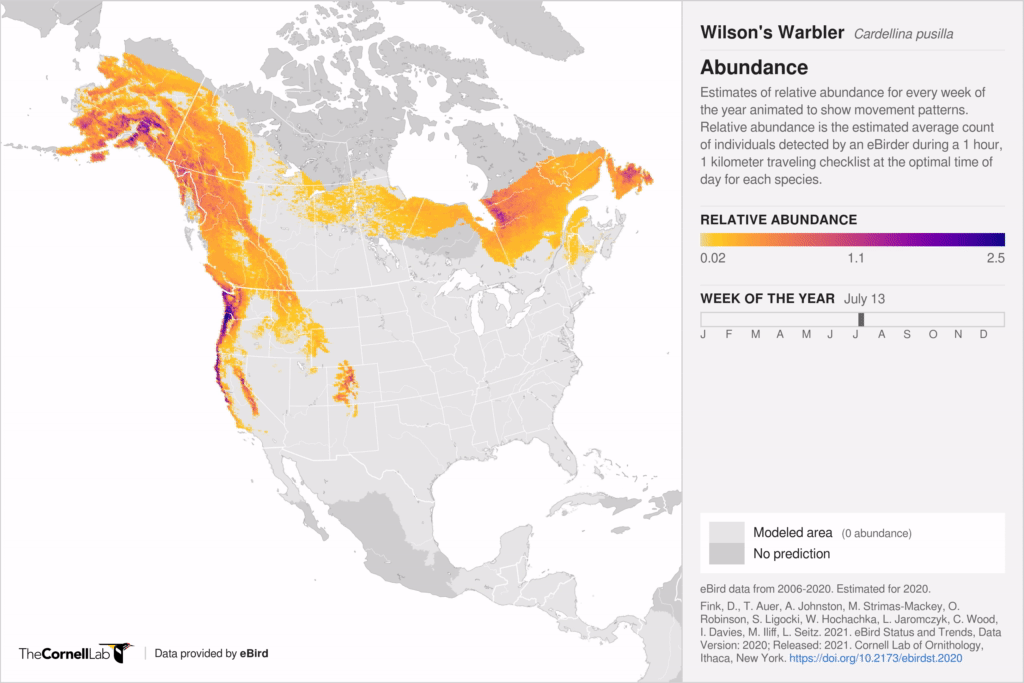 Wilson's Warbler Cardellina pusilla
Abundance
Estimates of relative abundance for every week of
the year animated to show movement patterns.
Relative abundance is the estimated average count
of individuals detected by an eBirder during a 1 hour,
1 kilometer traveling checklist at the optimal time of
day for each species.
RELATIVE ABUNDANCE
0.02 1.1 2.5
WEEK OF THE YEAR July 13
J F M A M J J A S O N D
Modeled area (0 abundance)
No prediction
eBird data from 2006-2020. Estimated for 2020.
Fink, D., T. Auer, A. Johnston, M. Strimas-Mackey, O.
Robinson, S. Ligocki, W. Hochachka, L. Jaromczyk, C. Wood,
I. Davies, M. Iliff, L. Seitz. 2021. eBird Status and Trends, Data
Version: 2020; Released: 2021. Cornell Lab of Ornithology,
Ithaca, New York. https://doi.org/10.2173/ebirdst.2020
TheCornellLab Data provided by eBird